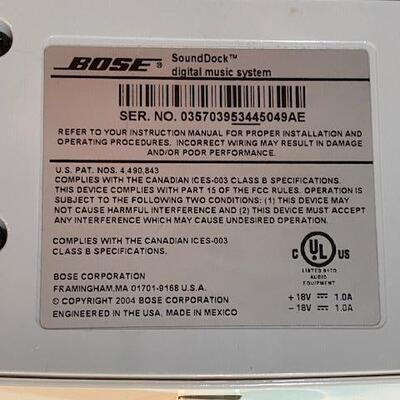 BOSE® SoundDock™
digital music system
SER. NO. 035703953445049AE
REFER TO YOUR INSTRUCTION MANUAL FOR PROPER INSTALLATION AND
OPERATING PROCEDURES. INCORRECT WIRING MAY RESULT IN DAMAGE
AND/OR POOR PERFORMANCE.
U.S. PAT. NOS. 4,490,843
COMPLIES WITH THE CANADIAN ICES-003 CLASS B SPECIFICATIONS.
THIS DEVICE COMPLIES WITH PART 15 OF THE FCC RULES. OPERATION IS
SUBJECT TO THE FOLLOWING TWO CONDITIONS: (1) THIS DEVICE MAY
NOT CAUSE HARMFUL INTERFERENCE AND (2) THIS DEVICE MUST ACCEPT
ANY INTERFERENCE WHICH MAY CAUSE UNDESIRED OPERATION.
COMPLIES WITH THE CANADIAN ICES-003
CLASS B SPECIFICATIONS.
C UL US
LISTED 91TD
AUDIO
EQUIPMENT
BOSE CORPORATION
FRAMINGHAM, MA 01701-9168 U.S.A.
© COPYRIGHT 2004 BOSE CORPORATION
ENGINEERED IN THE USA, MADE IN MEXICO
+18V 1.0A
-18V 1.0A